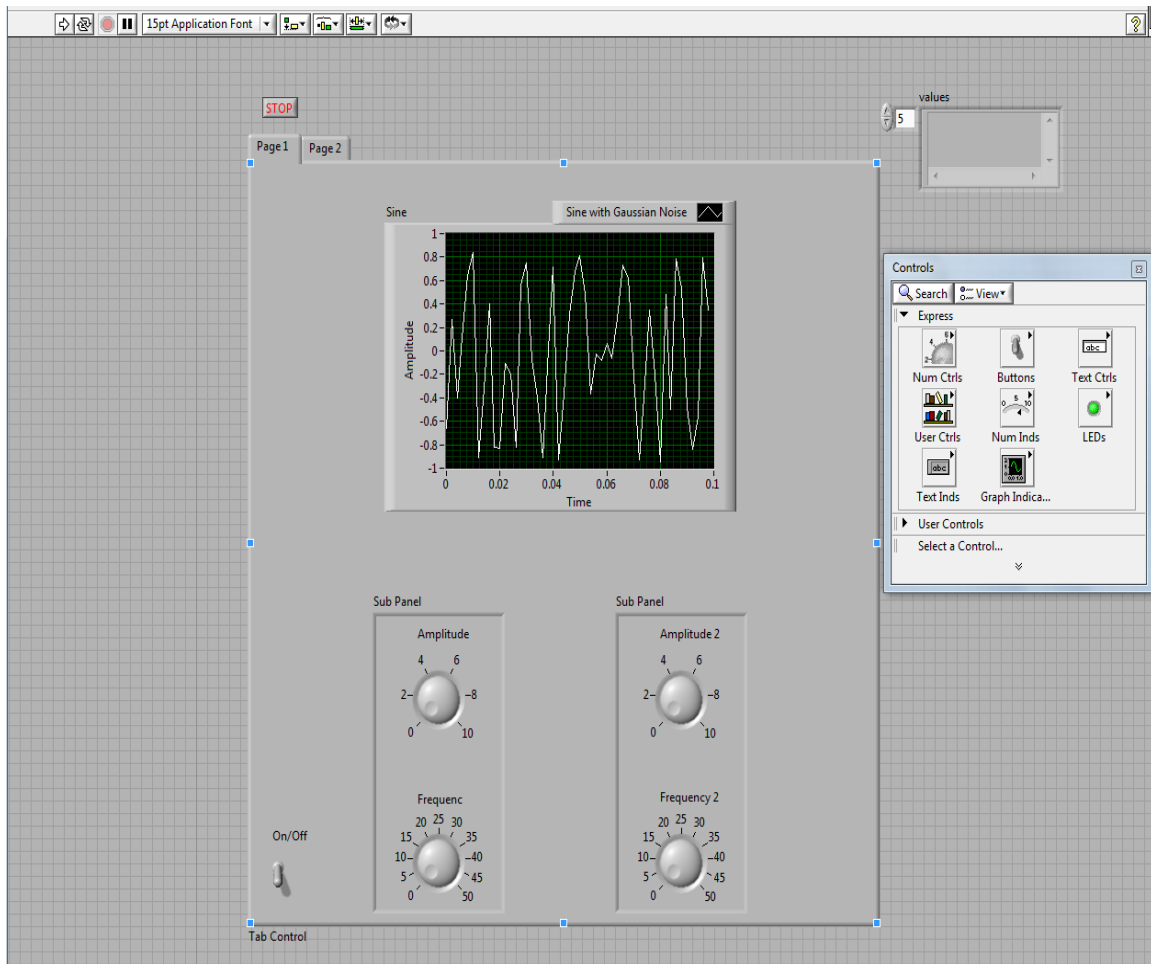 15pt Application Font
?
STOP
values
5
Page 1
Page 2
Sine
Sine with Gaussian Noise
Amplitude
1
0.8
0.6
0.4
0.2
0
-0.2
-0.4
-0.6
-0.8
-1
0 0.02 0.04 0.06 0.08 0.1
Time
Controls
Search
View
Express
Num Ctrls
Buttons
Text Ctrls
User Ctrls
Num Inds
LEDs
Text Inds
Graph Indica...
User Controls
Select a Control...
Sub Panel
Amplitude
4 6
2 8
0 10
Frequenc
20 25 30
15 35
10 40
5 45
0 50
Sub Panel
Amplitude 2
4 6
2 8
0 10
Frequency 2
20 25 30
15 35
10 40
5 45
0 50
On/Off
Tab Control